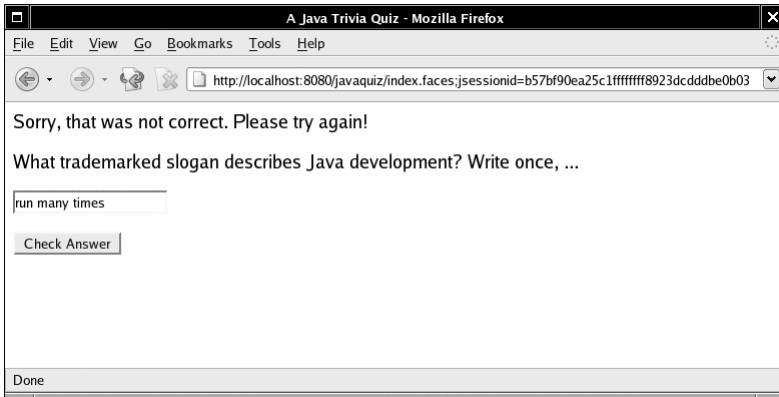 A Java Trivia Quiz - Mozilla Firefox
File Edit View Go Bookmarks Tools Help
http://localhost:8080/javaquiz/index.faces;jsessionid=b57bf90ea25c1ffffffff8923dcdddbe0b03
Sorry, that was not correct. Please try again!
What trademarked slogan describes Java development? Write once, ...
run many times
Check Answer
Done